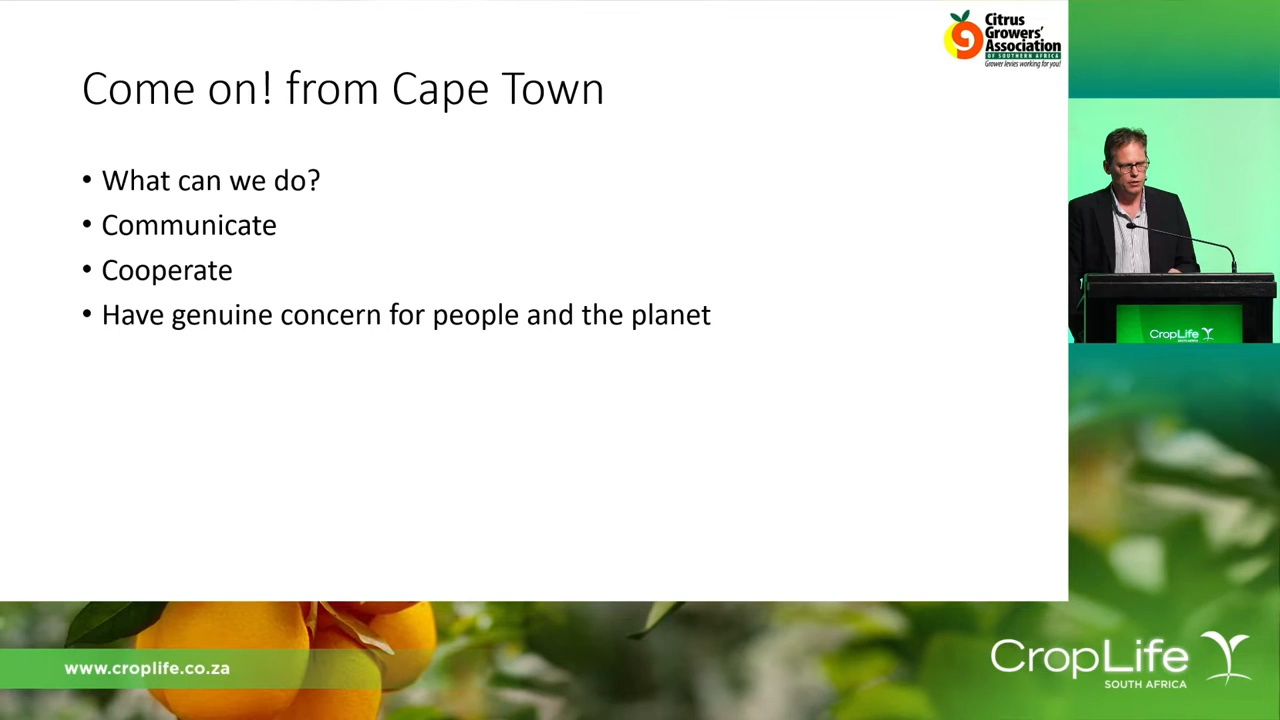 Citrus
Growers'
Association
OF SOUTHERN AFRICA
Grower levies working for you!
Come on! from Cape Town
• What can we do?
• Communicate
• Cooperate
• Have genuine concern for people and the planet
CropLife
SOUTH AFRICA
www.croplife.co.za
CropLife
SOUTH AFRICA